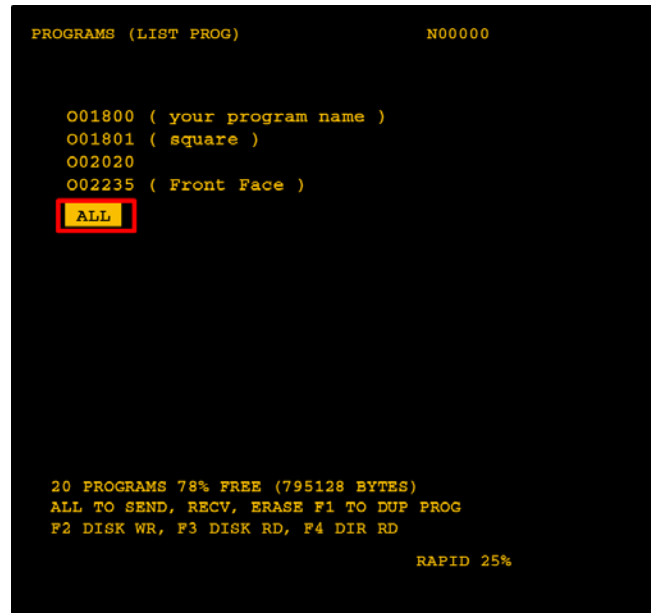 PROGRAMS (LIST PROG) N00000
O01800 ( your program name )
O01801 ( square )
O02020
O02235 ( Front Face )
ALL
20 PROGRAMS 78% FREE (795128 BYTES)
ALL TO SEND, RECV, ERASE F1 TO DUP PROG
F2 DISK WR, F3 DISK RD, F4 DIR RD
RAPID 25%